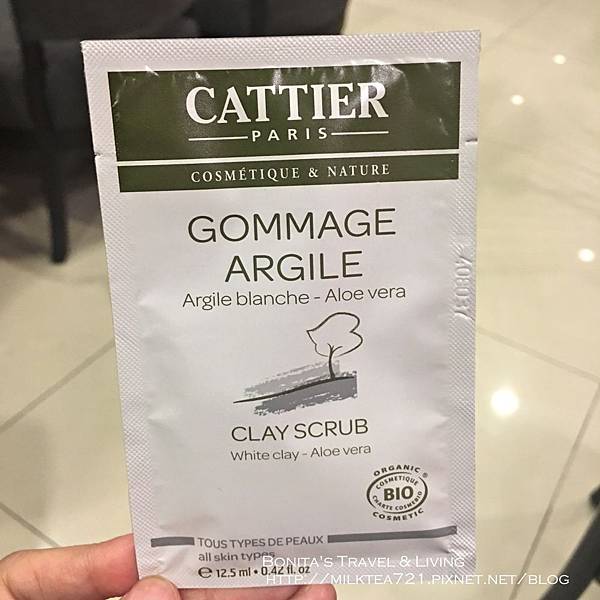 CATTIER
PARIS
COSMÉTIQUE & NATURE
GOMMAGE
ARGILE
Argile blanche - Aloe vera
CLAY SCRUB
White clay - Aloe vera
ORGANIC
COSMETIQUE
BIO
CHARTE COSMEBIO
COSMETIC
TOUS TYPES DE PEAUX
all skin types
℮ 12.5 ml • 0,42 fl. oz
BONITA'S TRAVEL & LIVING
HTTP://MILKTEA721.PIXNET.NET/BLOG